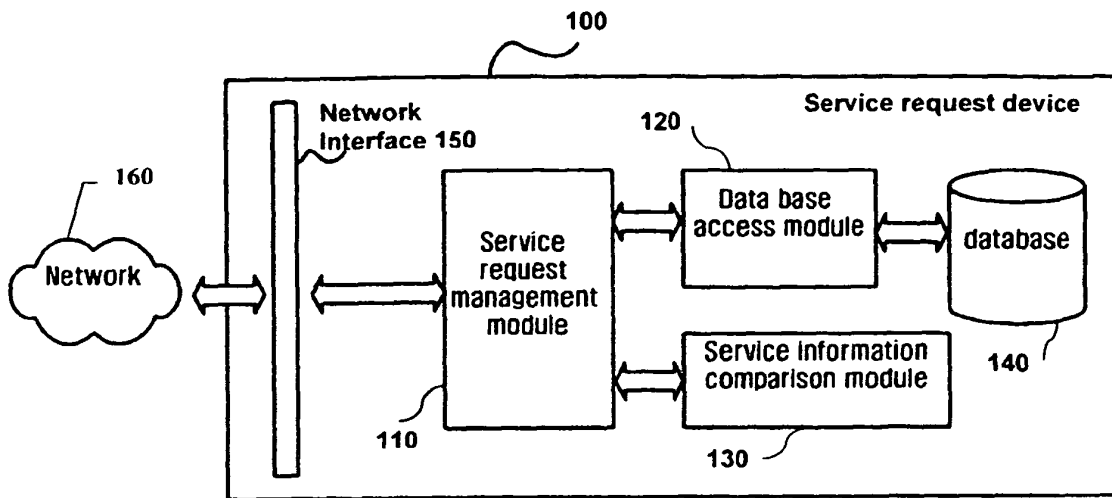 100
Service request device
Network
Interface 150
120
160
Data base
access module
database
Network
Service
request
management
module
Service Information
comparison module
140
110
130